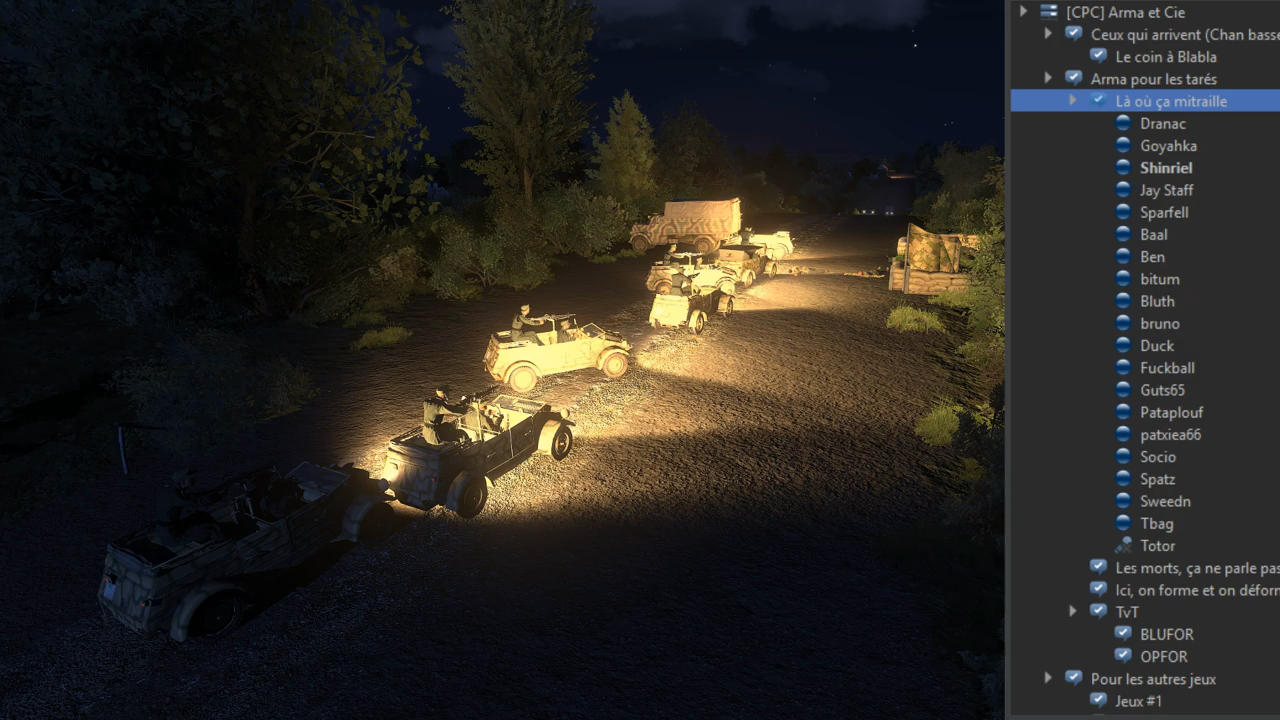 [CPC] Arma et Cie
Ceux qui arrivent (Chan basse
Le coin à Blabla
Arma pour les tarés
Là où ça mitraille
Dranac
Goyahka
Shinriel
Jay Staff
Sparfell
Baal
Ben
bitum
Bluth
bruno
Duck
Fuckball
Guts65
Pataplouf
patxiea66
Socio
Spatz
Sweedn
Tbag
Totor
Les morts, ça ne parle pas
Ici, on forme et on déforn
TvT
BLUFOR
OPFOR
Pour les autres jeux
Jeux #1